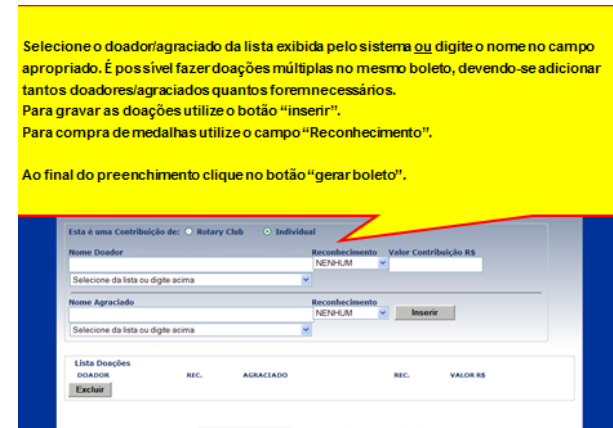 Selecione o doador/agraciado da lista exibida pelo sistema ou digite o nome no campo
apropriado. É possível fazer doações múltiplas no mesmo boleto, devendo-se adicionar
tantos doadores/agraciados quantos forem necessários.
Para gravar as doações utilize o botão “inserir”.
Para compra de medalhas utilize o campo “Reconhecimento”.
Ao final do preenchimento clique no botão “gerar boleto”.
Esta é uma Contribuição de: Rotary Club Individual
Nome Doador Reconhecimento Valor Contribuição R$
NENHUM
Selecione da lista ou digite acima
Nome Agraciado Reconhecimento
NENHUM Inserir
Selecione da lista ou digite acima
Lista Doações
DOADOR REC. AGRACIADO REC. VALOR R$
Excluir